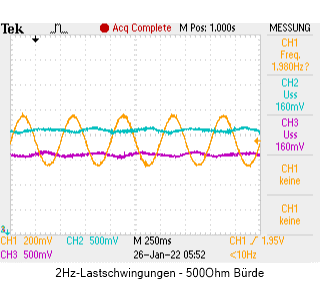 Tek Acq Complete M Pos: 1.000s MESSUNG
CH1
Freq.
1.980Hz?
CH2
Uss
160mV
CH3
Uss
160mV
CH1
keine
CH1
keine
CH1 200mV CH2 500mV M 250ms CH1 / 1.95V
CH3 500mV 26-Jan-22 05:52 <10Hz
2Hz-Lastschwingungen - 500Ohm Bürde